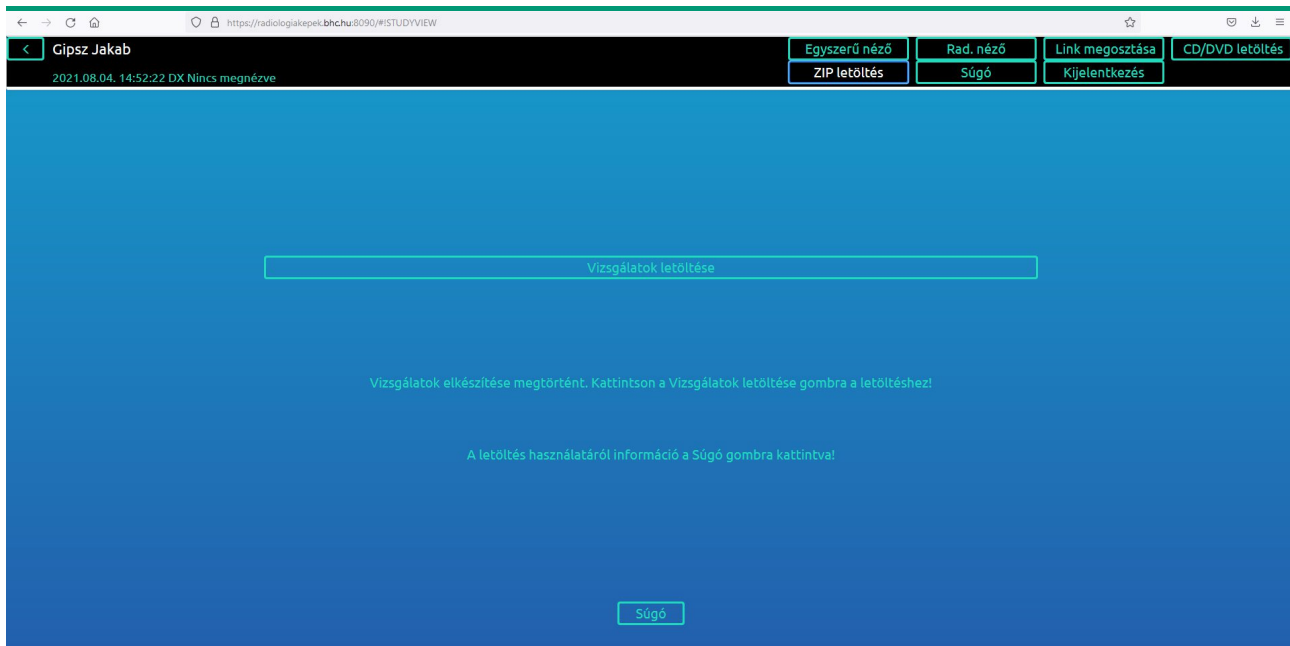 https://radiologiakepek.bhc.hu:8090/#!STUDYVIEW
Gipsz Jakab
Egyszerű néző
Rad. néző
Link megosztása
CD/DVD letöltés
2021.08.04. 14:52:22 DX Nincs megnézve
ZIP letöltés
Súgó
Kijelentkezés
Vizsgálatok letöltése
Vizsgálatok elkészítése megtörtént. Kattintson a Vizsgálatok letöltése gombra a letöltéshez!
A letöltés használatáról információ a Súgó gombra kattintva!
Súgó